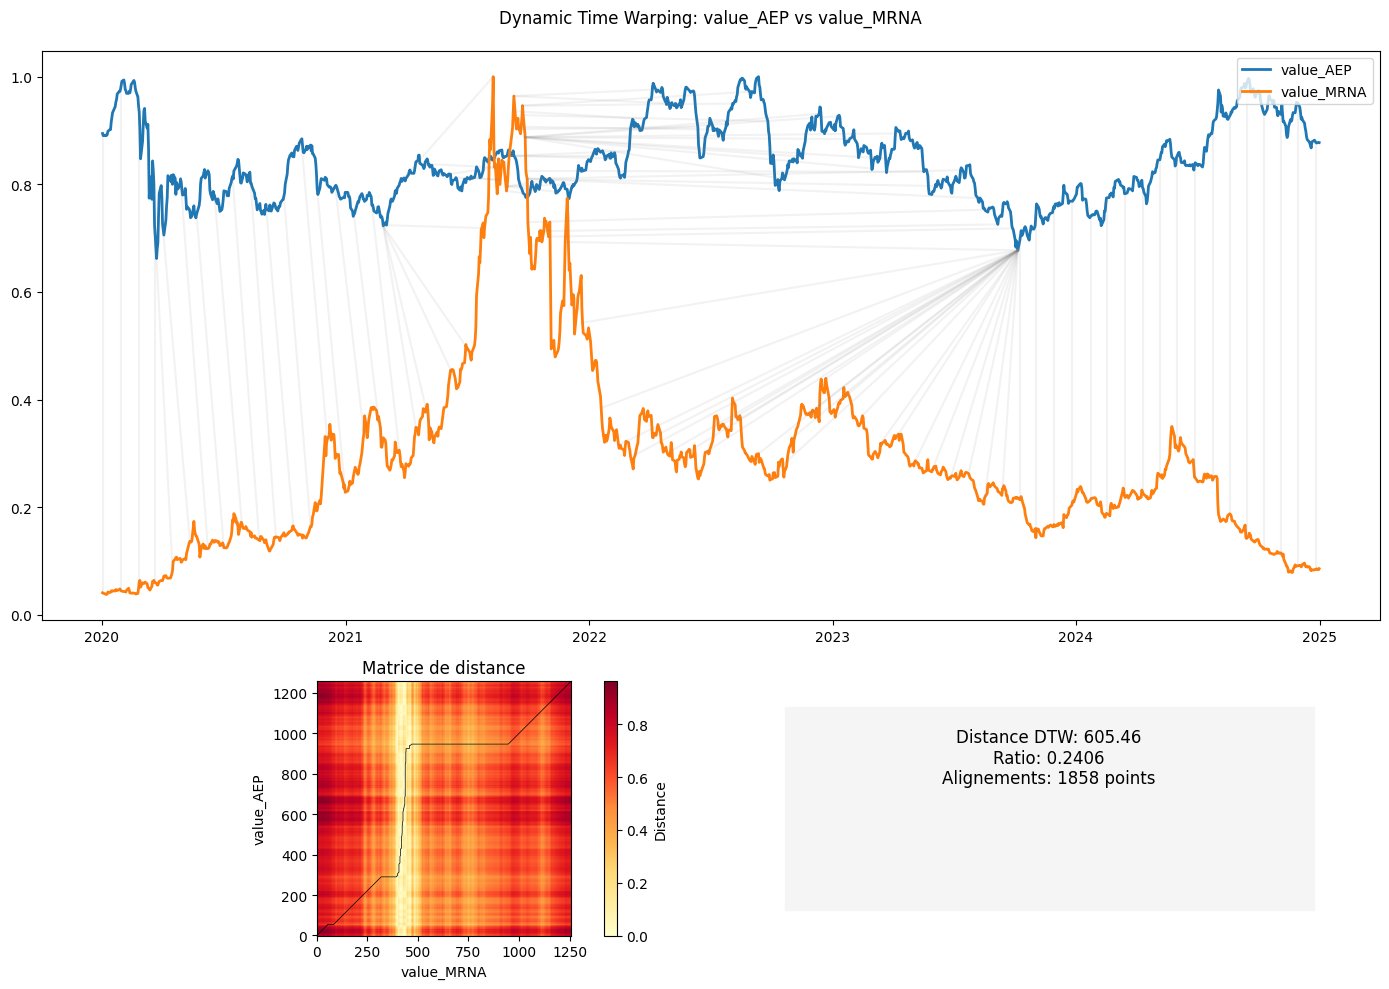 Dynamic Time Warping: value_AEP vs value_MRNA
1.0
0.8
0.6
0.4
0.2
0.0
value_AEP
value_MRNA
2020 2021 2022 2023 2024 2025
Matrice de distance
1200
1000
800
600
400
200
0
value_AEP
0 250 500 750 1000 1250
value_MRNA
0.8
0.6
0.4
0.2
0.0
Distance
Distance DTW: 605.46
Ratio: 0.2406
Alignements: 1858 points